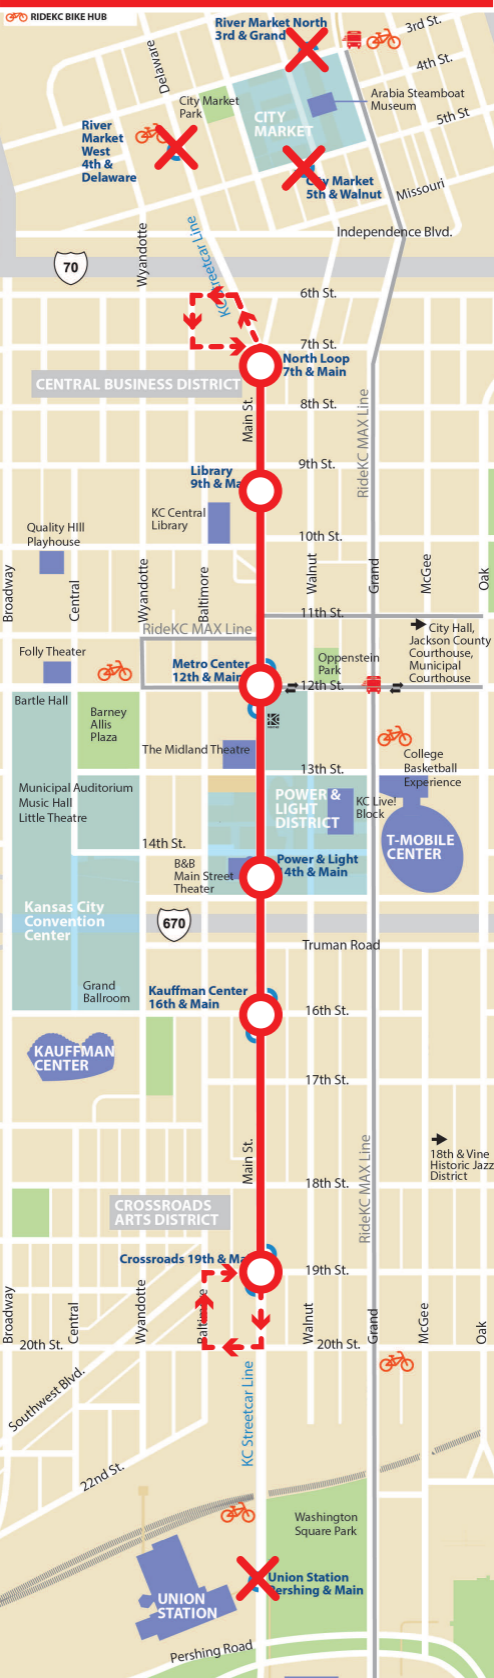 RIDEKC BIKE HUB
River Market North
3rd & Grand
3rd St.
4th St.
Delaware
City Market
Park
CITY
MARKET
Arabia Steamboat
Museum
5th St
River
Market
West
4th &
Delaware
City Market
5th & Walnut
Missouri
Wyandotte
KC Streetcar Line
Independence Blvd.
70
6th St.
7th St.
North Loop
7th & Main
CENTRAL BUSINESS DISTRICT
8th St.
Main St.
RideKC MAX Line
Library
9th & Ma
9th St.
KC Central
Library
Quality HIll
Playhouse
10th St.
Broadway
Central
Wyandotte
Baltimore
Walnut
Grand
McGee
Oak
11th St.
RideKC MAX Line
City Hall,
Jackson County
Courthouse,
Municipal
Courthouse
Folly Theater
Metro Center
12th & Main
Oppenstein
Park
12th St.
Bartle Hall
Barney
Allis
Plaza
The Midland Theatre
College
Basketball
Experience
13th St.
Municipal Auditorium
Music Hall
Little Theatre
POWER &
LIGHT
DISTRICT
KC Live!
Block
T-MOBILE
CENTER
14th St.
B&B
Main Street
Theater
Power & Light
14th & Main
Kansas City
Convention
Center
670
Truman Road
Grand
Ballroom
Kauffman Center
16th & Main
16th St.
KAUFFMAN
CENTER
17th St.
Main St.
RideKC MAX Line
18th & Vine
Historic Jazz
District
18th St.
CROSSROADS
ARTS DISTRICT
Crossroads 19th & Ma
19th St.
Broadway
Central
Wyandotte
Baltimore
Walnut
Grand
McGee
Oak
20th St.
20th St.
Southwest Blvd.
KC Streetcar Line
22nd St.
Washington
Square Park
Union Station
Pershing & Main
UNION
STATION
Pershing Road